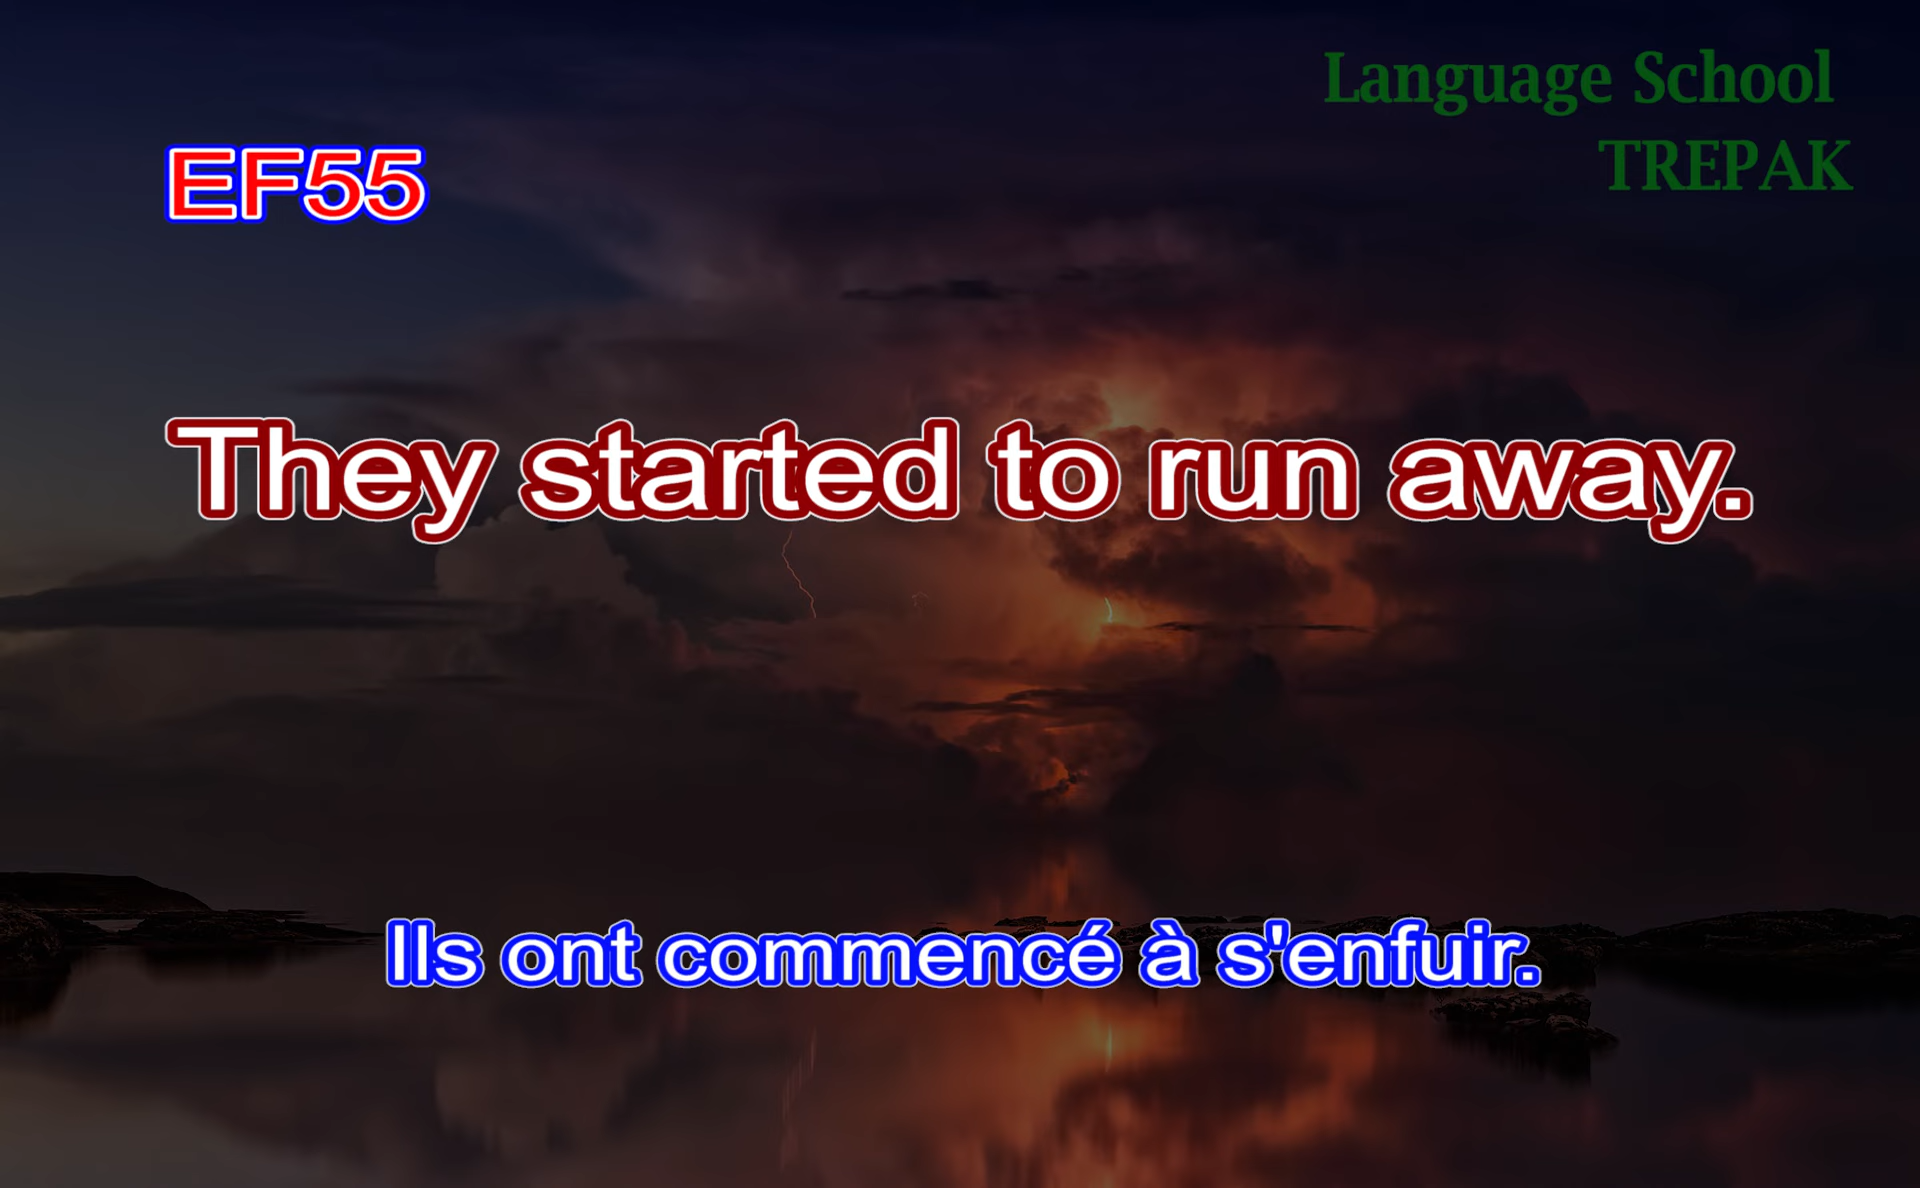 Language School
TREPAK
EF55
They started to run away.
Ils ont commencé à s'enfuir.